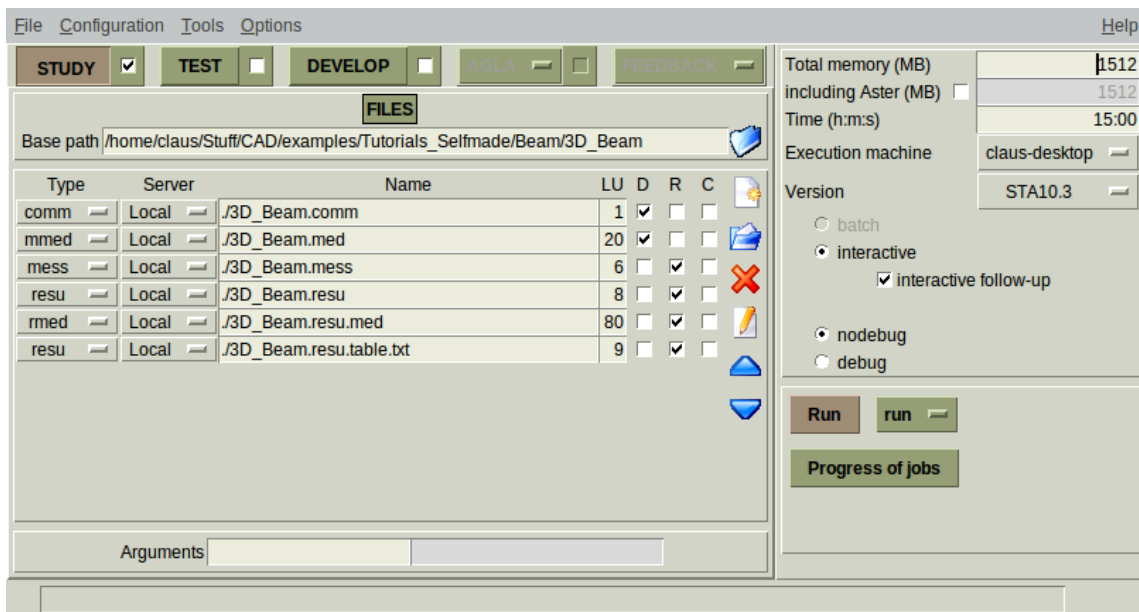 File Configuration Tools Options Help
STUDY TEST DEVELOP AGLA FEEDBACK
FILES
Base path /home/claus/Stuff/CAD/examples/Tutorials_Selfmade/Beam/3D_Beam
Type Server Name LU D R C
comm Local ./3D_Beam.comm 1
mmed Local ./3D_Beam.med 20
mess Local ./3D_Beam.mess 6
resu Local ./3D_Beam.resu 8
rmed Local ./3D_Beam.resu.med 80
resu Local ./3D_Beam.resu.table.txt 9
Arguments
Total memory (MB) 1512
including Aster (MB) 1512
Time (h:m:s) 15:00
Execution machine claus-desktop
Version STA10.3
batch
interactive
interactive follow-up
nodebug
debug
Run run
Progress of jobs